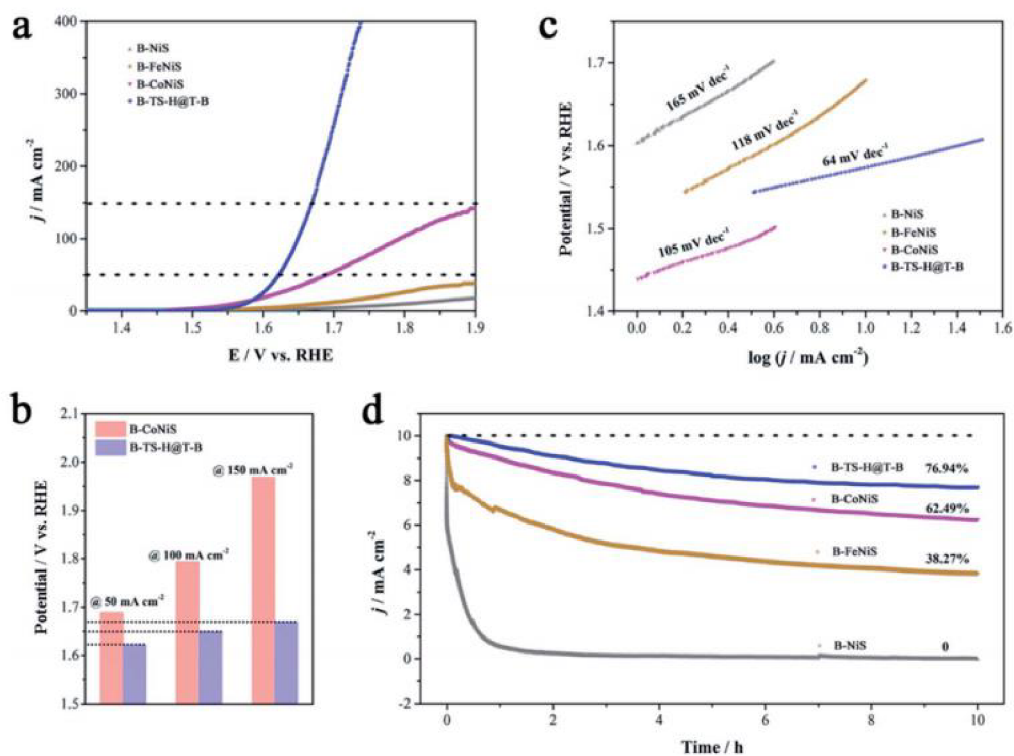 a
400
350
300
250
200
150
100
50
0
B-NiS
B-FeNiS
B-CoNiS
B-TS-H@T-B
j / mA cm⁻²
1.4 1.5 1.6 1.7 1.8 1.9
E / V vs. RHE
c
1.7
1.6
1.5
1.4
165 mV dec⁻¹
118 mV dec⁻¹
64 mV dec⁻¹
105 mV dec⁻¹
B-NiS
B-FeNiS
B-CoNiS
B-TS-H@T-B
Potential / V vs. RHE
0.0 0.2 0.4 0.6 0.8 1.0 1.2 1.4 1.6
log (j / mA cm⁻²)
b
2.1
2.0
1.9
1.8
1.7
1.6
1.5
B-CoNiS
B-TS-H@T-B
@ 150 mA cm⁻²
@ 100 mA cm⁻²
@ 50 mA cm⁻²
Potential / V vs. RHE
d
10
8
6
4
2
0
-2
B-TS-H@T-B 76.94%
B-CoNiS 62.49%
B-FeNiS 38.27%
B-NiS 0
j / mA cm⁻²
0 2 4 6 8 10
Time / h